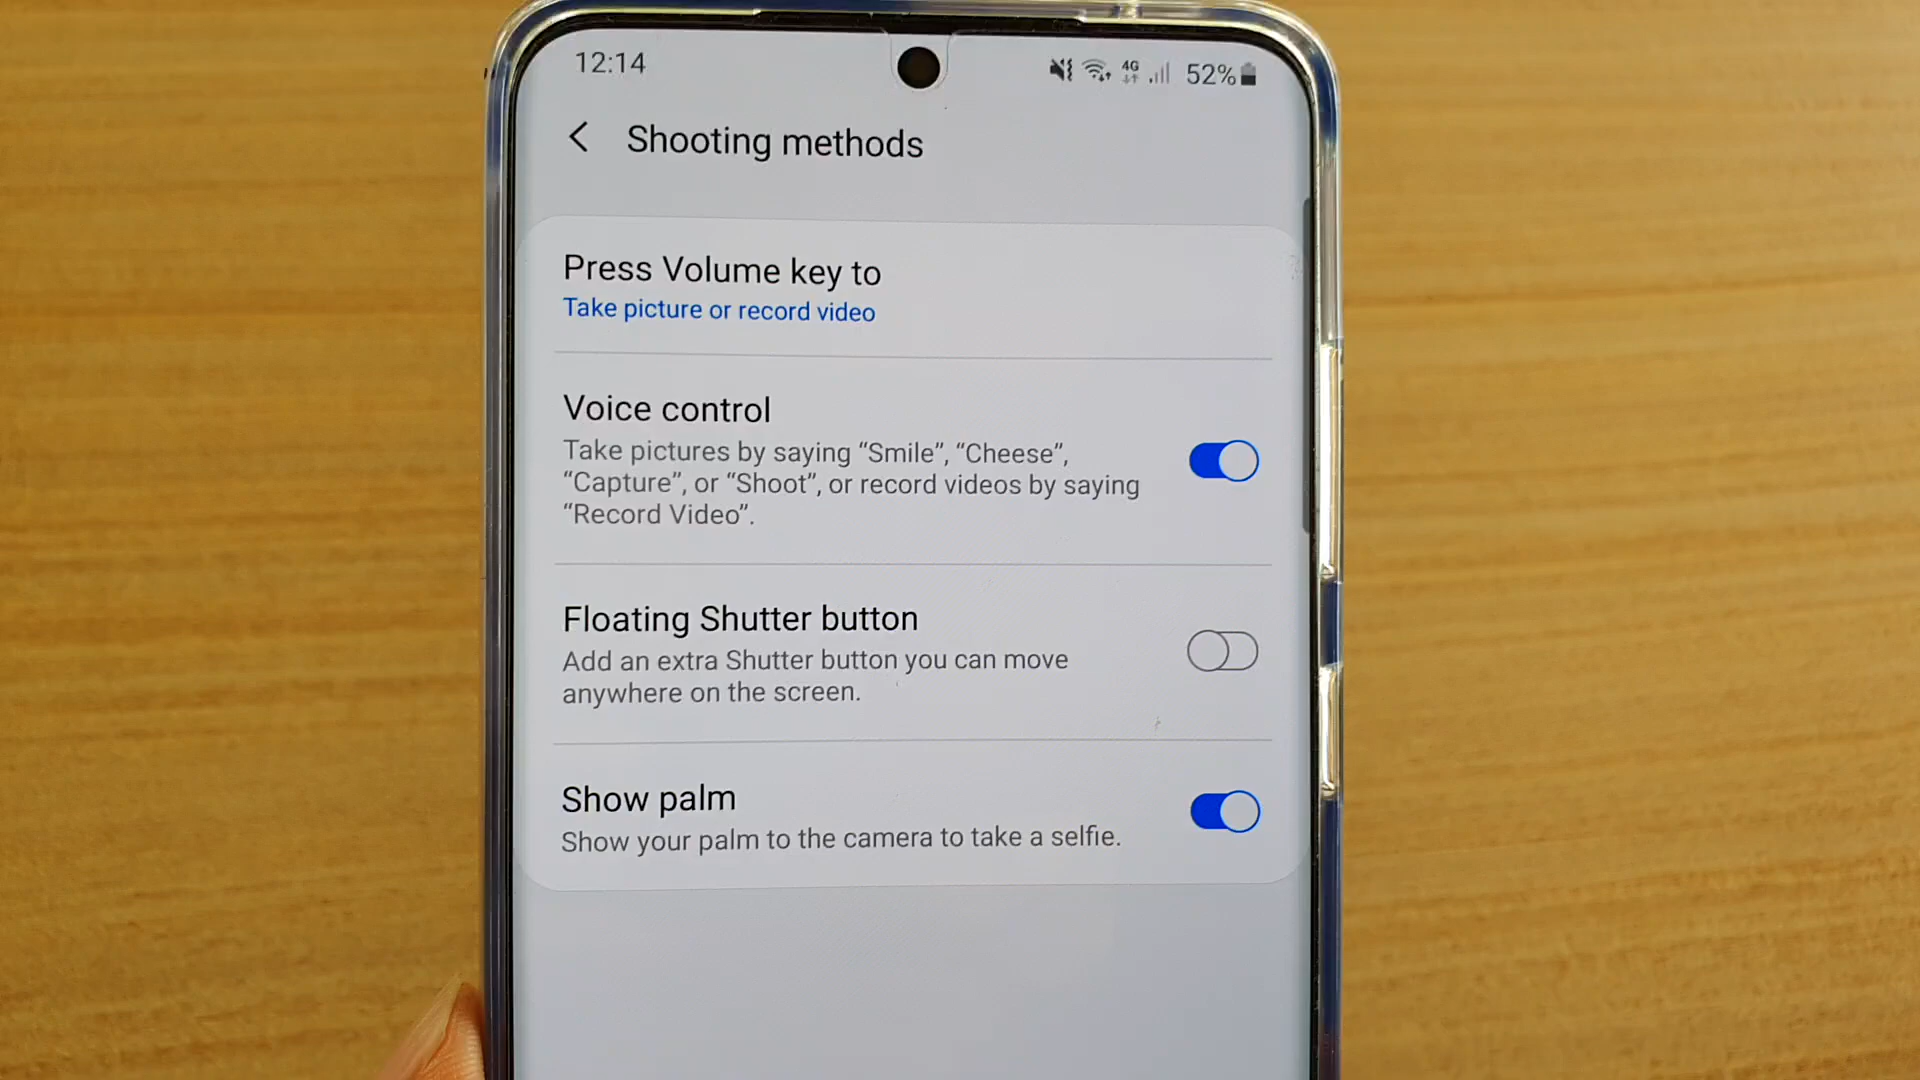 12:14
4G
52%
Shooting methods
Press Volume key to
Take picture or record video
Voice control
Take pictures by saying “Smile”, “Cheese”,
“Capture”, or “Shoot”, or record videos by saying
“Record Video”.
Floating Shutter button
Add an extra Shutter button you can move
anywhere on the screen.
Show palm
Show your palm to the camera to take a selfie.